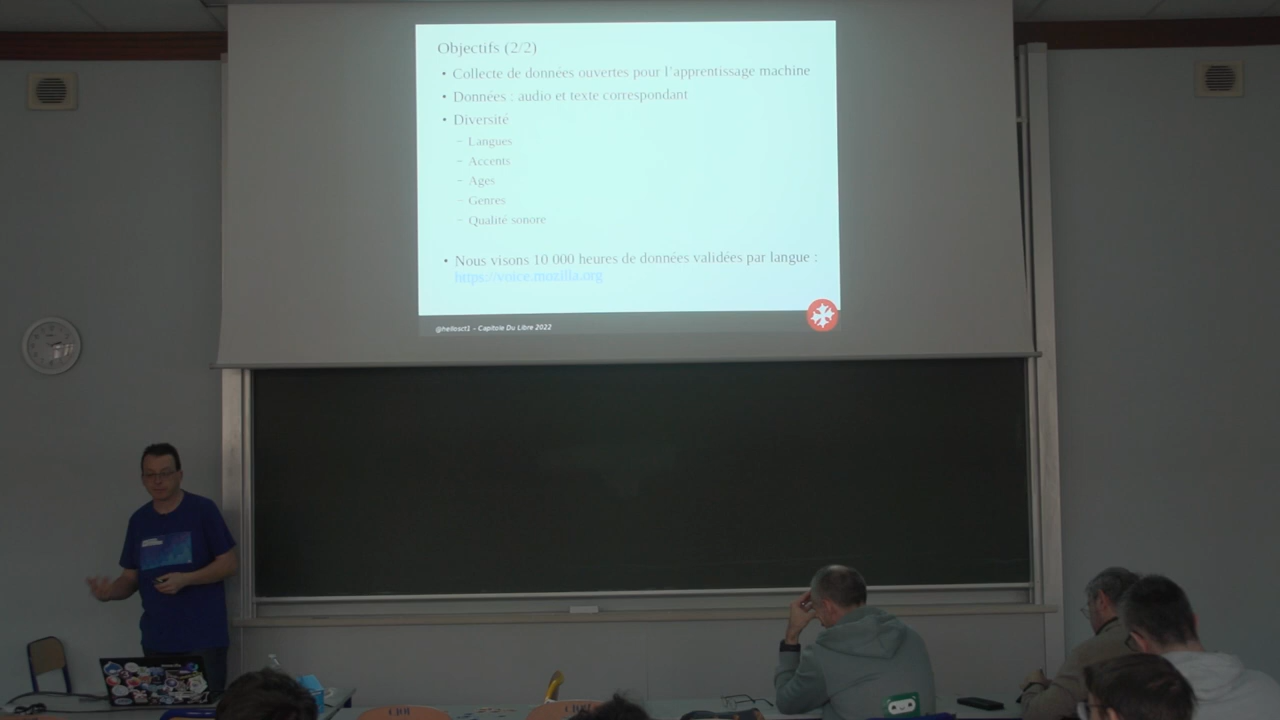 Objectifs (2/2)
• Collecte de données ouvertes pour l'apprentissage machine
• Données : audio et texte correspondant
• Diversité
– Langues
– Accents
– Ages
– Genres
– Qualité sonore
• Nous visons 10 000 heures de données validées par langue :
https://voice.mozilla.org
@hellosct1 – Capitole Du Libre 2022